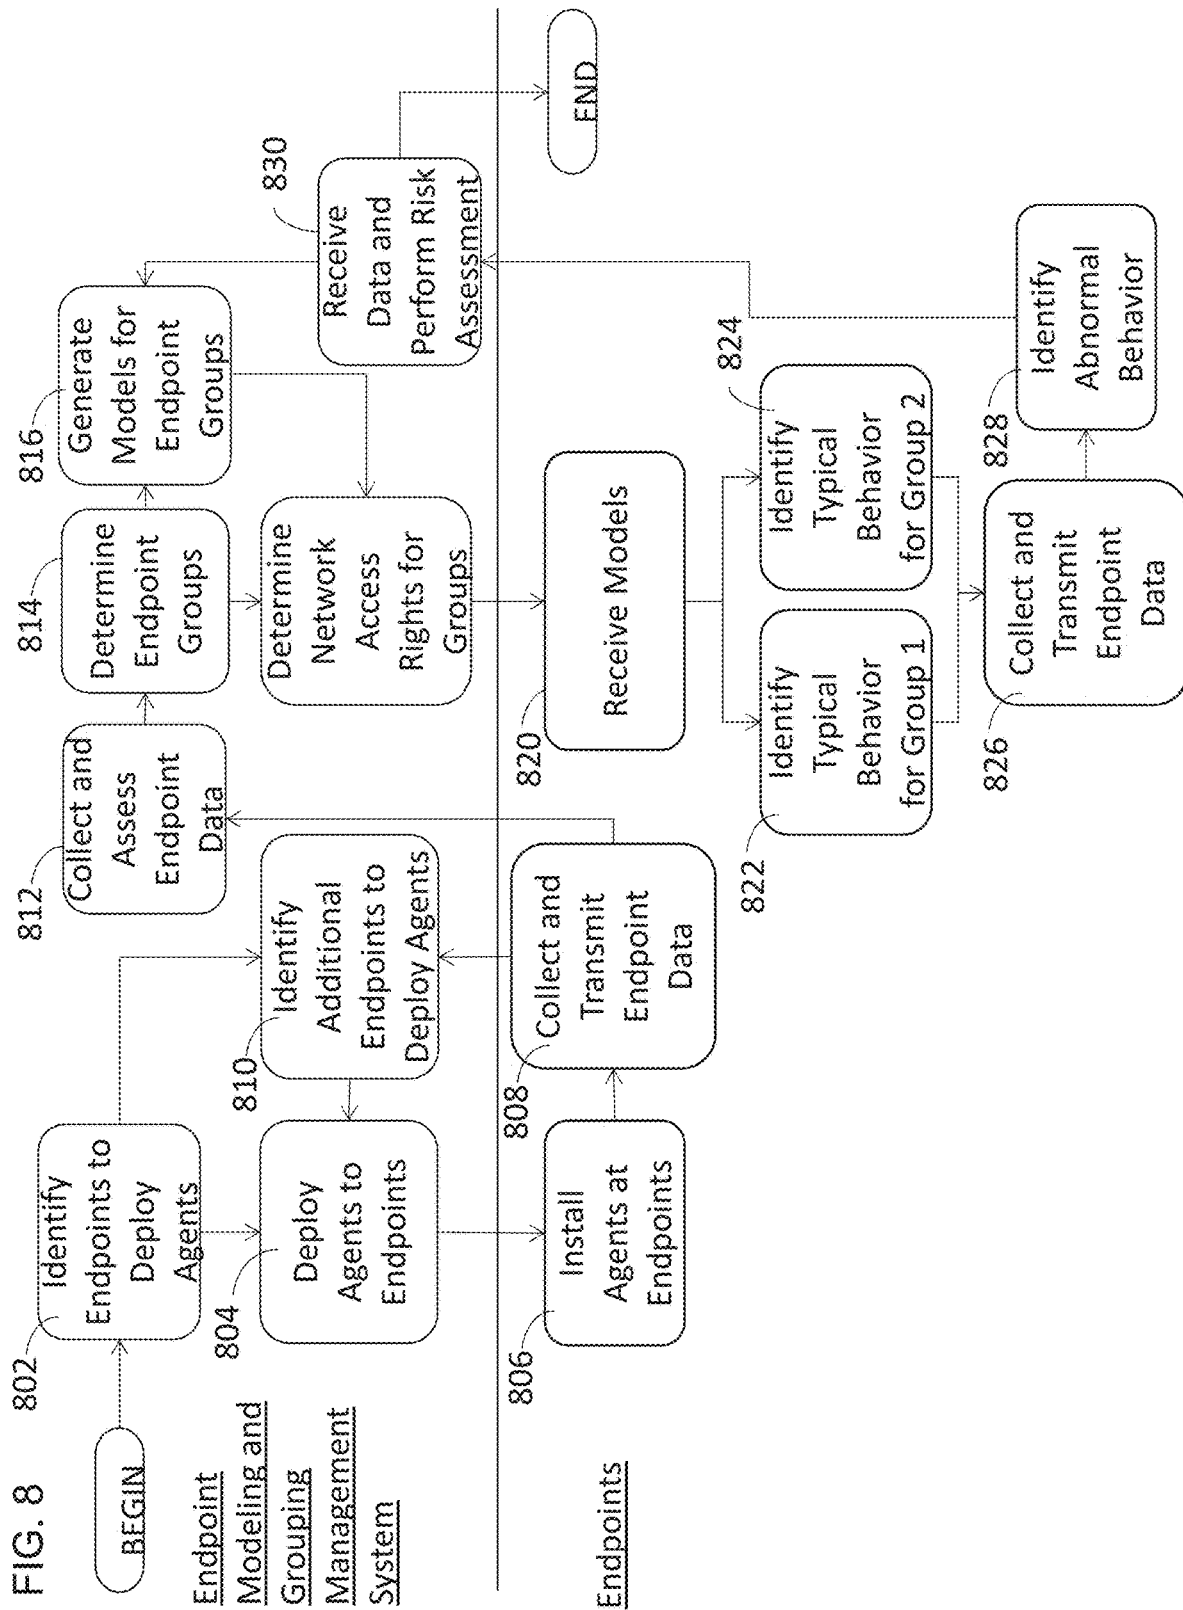 FIG. 8
BEGIN
Endpoint
Modeling and
Grouping
Management
System
802
Identify
Endpoints to
Deploy
Agents
804
Deploy
Agents to
Endpoints
810
Identify
Additional
Endpoints to
Deploy Agents
812
Collect and
Assess
Endpoint
Data
814
Determine
Endpoint
Groups
816
Generate
Models for
Endpoint
Groups
Determine
Network
Access
Rights for
Groups
830
Receive
Data and
Perform Risk
Assessment
Endpoints
806
Install
Agents at
Endpoints
808
Collect and
Transmit
Endpoint
Data
820
Receive Models
822
Identify
Typical
Behavior
for Group 1
824
Identify
Typical
Behavior
for Group 2
826
Collect and
Transmit
Endpoint
Data
828
Identify
Abnormal
Behavior
END